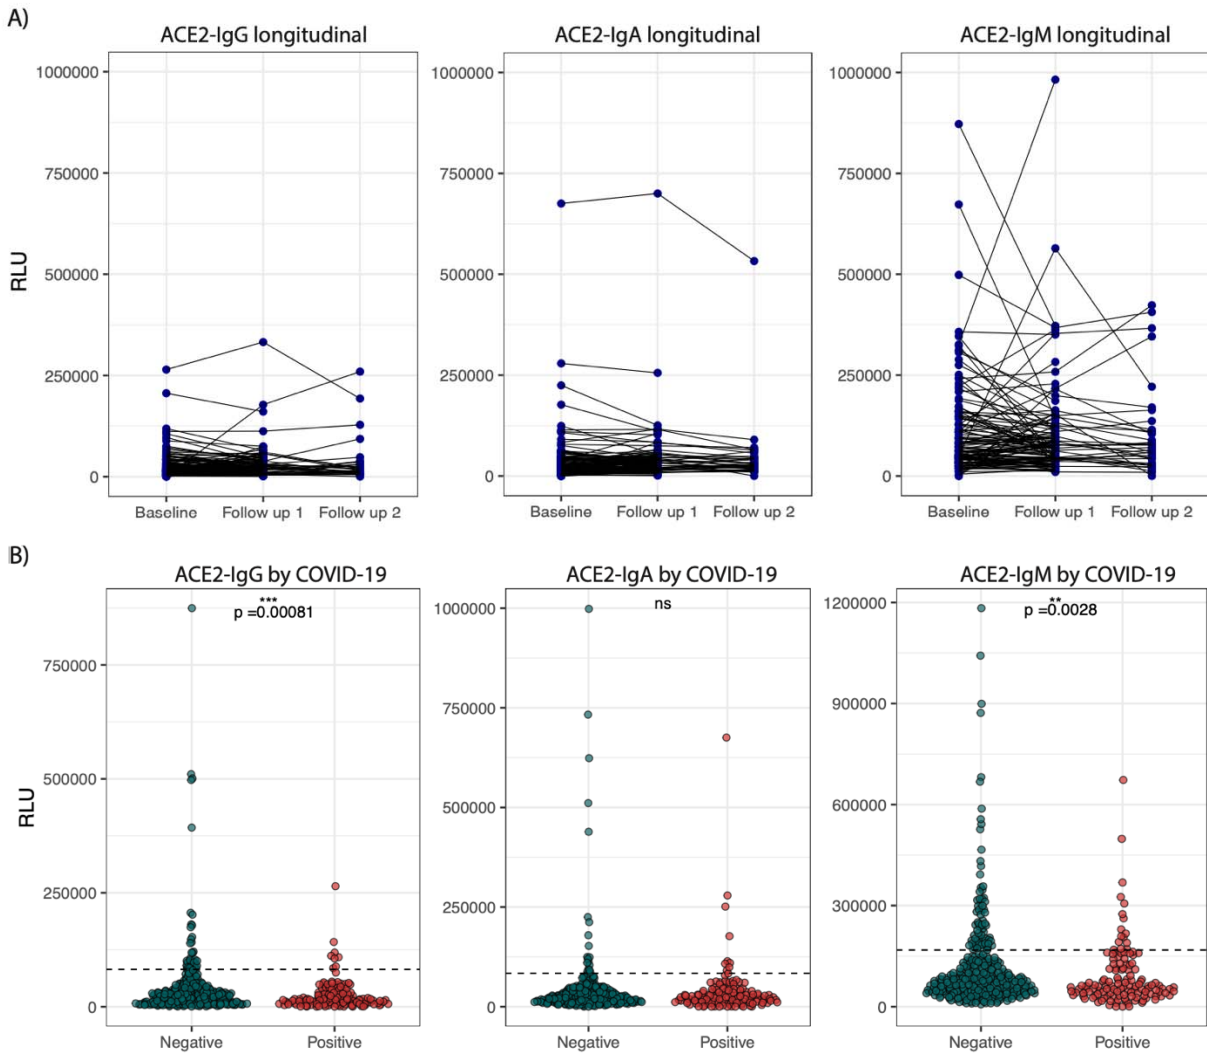 A)
ACE2-IgG longitudinal
ACE2-IgA longitudinal
ACE2-IgM longitudinal
RLU
1000000
750000
500000
250000
0
Baseline
Follow up 1
Follow up 2
1000000
750000
500000
250000
0
Baseline
Follow up 1
Follow up 2
1000000
750000
500000
250000
0
Baseline
Follow up 1
Follow up 2
B)
ACE2-IgG by COVID-19
ACE2-IgA by COVID-19
ACE2-IgM by COVID-19
RLU
***
p =0.00081
750000
500000
250000
0
Negative
Positive
ns
1000000
750000
500000
250000
0
Negative
Positive
**
p =0.0028
1200000
900000
600000
300000
0
Negative
Positive